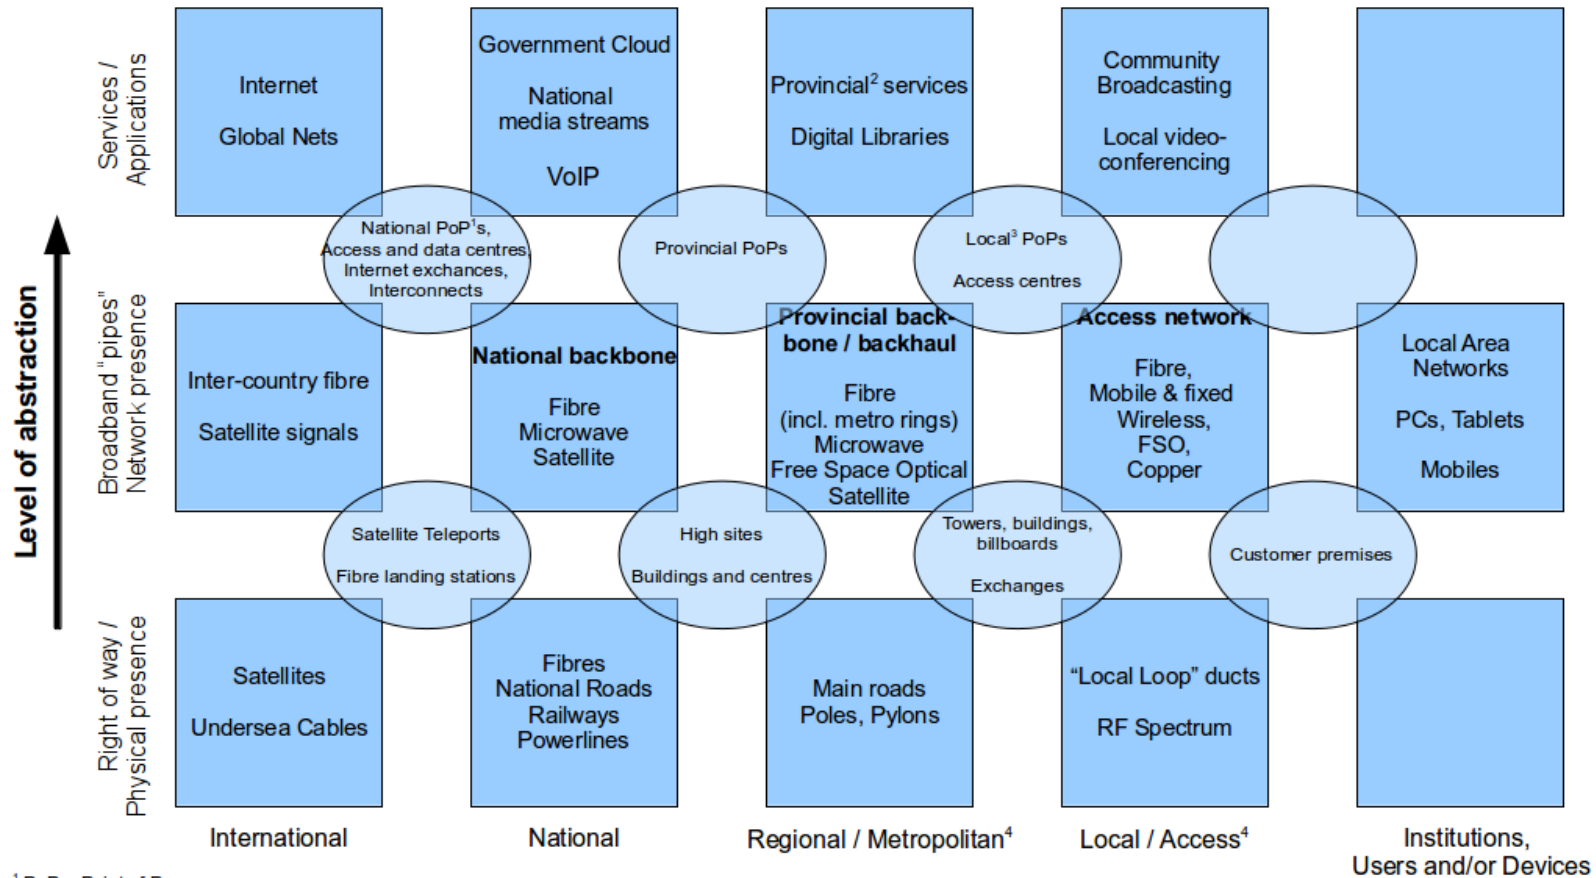 Services /
Applications
Internet
Global Nets
Government Cloud
National
media streams
VoIP
Provincial² services
Digital Libraries
Community
Broadcasting
Local video-
conferencing
National PoP¹s,
Access and data centres,
Internet exchanges,
Interconnects
Provincial PoPs
Local³ PoPs
Access centres
Level of abstraction
Broadband “pipes”
Network presence
Inter-country fibre
Satellite signals
National backbone
Fibre
Microwave
Satellite
Provincial back-
bone / backhaul
Fibre
(incl. metro rings)
Microwave
Free Space Optical
Satellite
Access network
Fibre,
Mobile & fixed
Wireless,
FSO,
Copper
Local Area
Networks
PCs, Tablets
Mobiles
Satellite Teleports
Fibre landing stations
High sites
Buildings and centres
Towers, buildings,
billboards
Exchanges
Customer premises
Right of way /
Physical presence
Satellites
Undersea Cables
Fibres
National Roads
Railways
Powerlines
Main roads
Poles, Pylons
“Local Loop” ducts
RF Spectrum
International
National
Regional / Metropolitan⁴
Local / Access⁴
Institutions,
Users and/or Devices